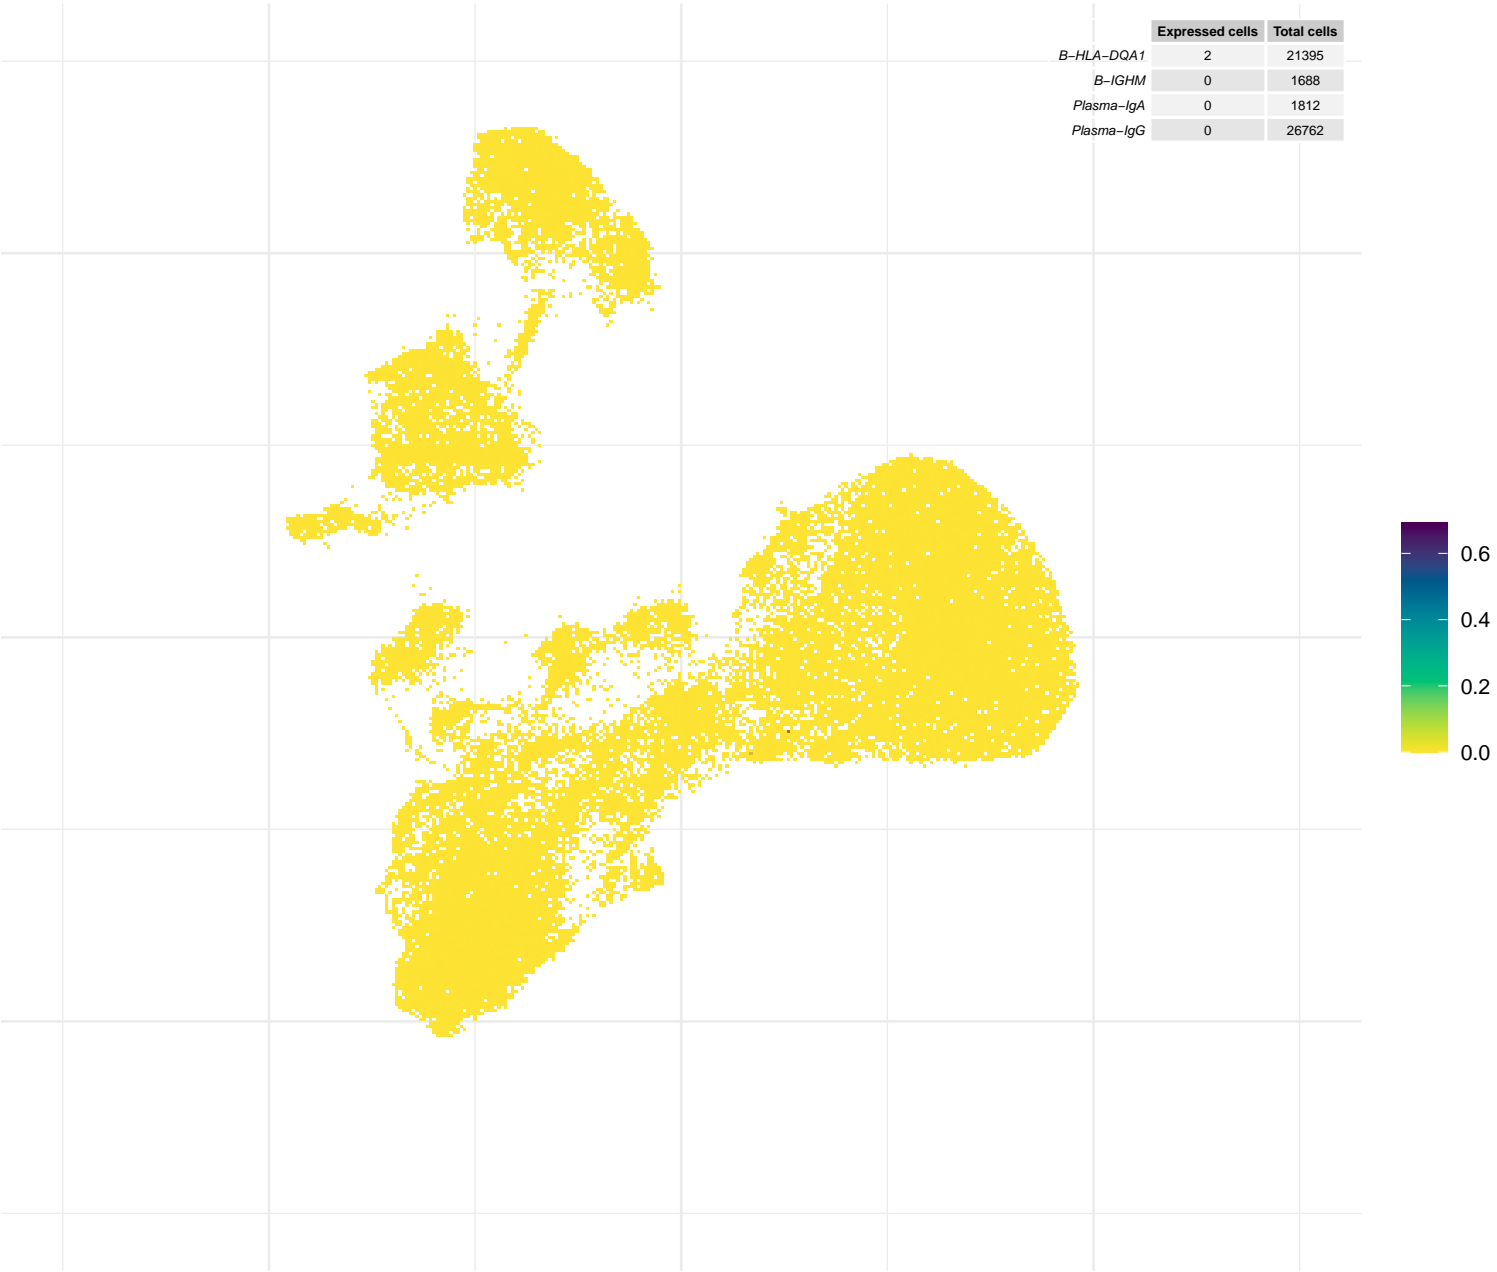 Expressed cells Total cells
B−HLA−DQA1 2 21395
B−IGHM 0 1688
Plasma−IgA 0 1812
Plasma−IgG 0 26762
0.6
0.4
0.2
0.0